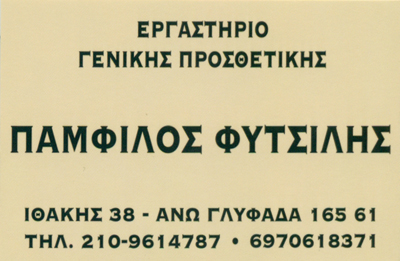 ΕΡΓΑΣΤΗΡΙΟ
ΓΕΝΙΚΗΣ ΠΡΟΣΘΕΤΙΚΗΣ
ΠΑΜΦΙΛΟΣ ΦΥΤΣΙΛΗΣ
ΙΘΑΚΗΣ 38 - ΑΝΩ ΓΛΥΦΑΔΑ 165 61
ΤΗΛ. 210-9614787 • 6970618371